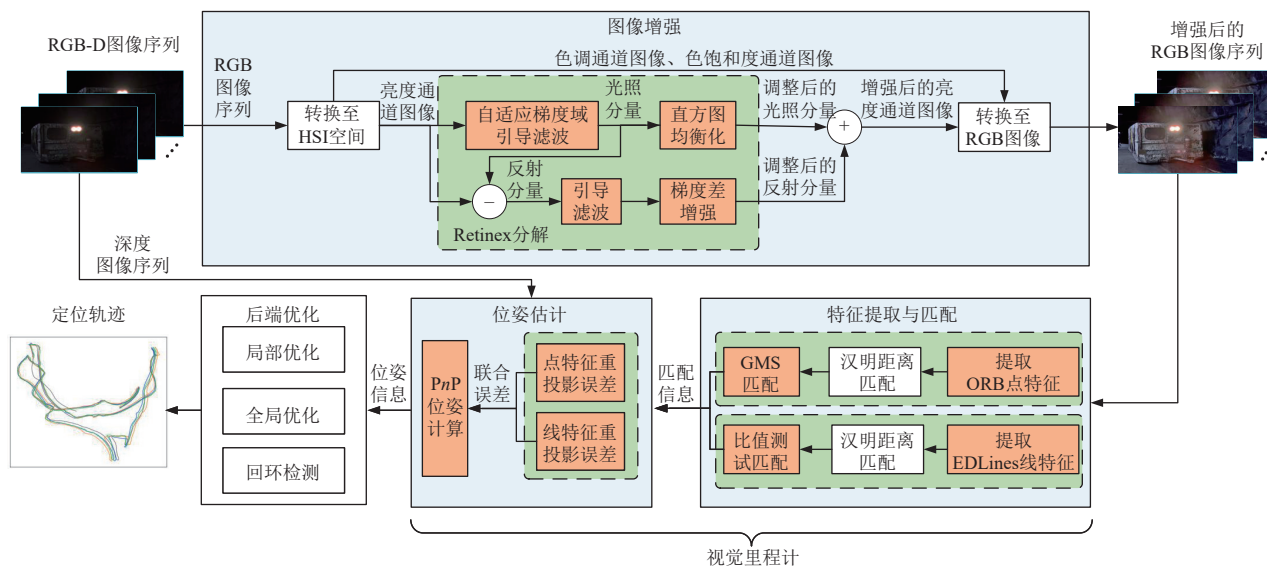 图像增强
RGB-D图像序列
RGB
图像
序列
转换至
HSI空间
色调通道图像、色饱和度通道图像
亮度通
道图像
自适应梯度域
引导滤波
光照
分量
直方图
均衡化
调整后的
光照分量
+
增强后的亮
度通道图像
转换至
RGB图像
增强后的
RGB图像序列
反射
分量
−
引导
滤波
梯度差
增强
调整后的
反射分量
Retinex分解
深度
图像序列
定位轨迹
后端优化
局部优化
全局优化
回环检测
位姿
信息
位姿估计
PnP
位姿
计算
联合
误差
点特征重
投影误差
线特征重
投影误差
匹配
信息
特征提取与匹配
GMS
匹配
汉明距离
匹配
提取
ORB点特征
比值测
试匹配
汉明距离
匹配
提取
EDLines线特征
视觉里程计